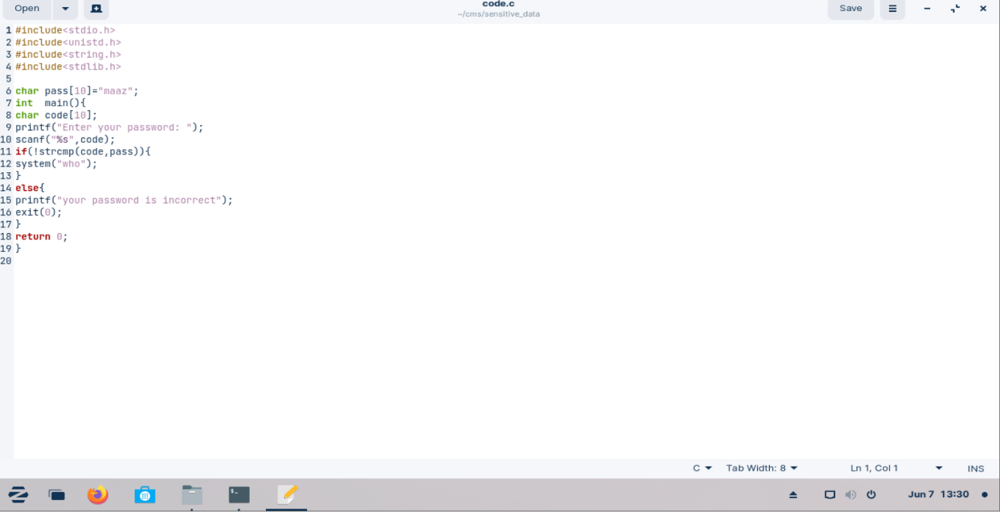 Open
code.c
~/cms/sensitive_data
Save
1 #include<stdio.h>
2 #include<unistd.h>
3 #include<string.h>
4 #include<stdlib.h>
5
6 char pass[10]="maaz";
7 int  main(){
8 char code[10];
9 printf("Enter your password: ");
10 scanf("%s",code);
11 if(!strcmp(code,pass)){
12 system("who");
13 }
14 else{
15 printf("your password is incorrect");
16 exit(0);
17 }
18 return 0;
19 }
20
C Tab Width: 8 Ln 1, Col 1 INS
$-
Jun 7 13:30